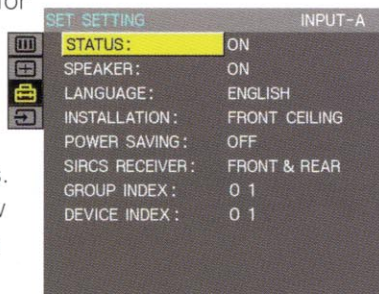 for
SET SETTING INPUT-A
STATUS: ON
SPEAKER: ON
LANGUAGE: ENGLISH
INSTALLATION: FRONT CEILING
POWER SAVING: OFF
SIRCS RECEIVER: FRONT & REAR
GROUP INDEX: 0 1
DEVICE INDEX: 0 1